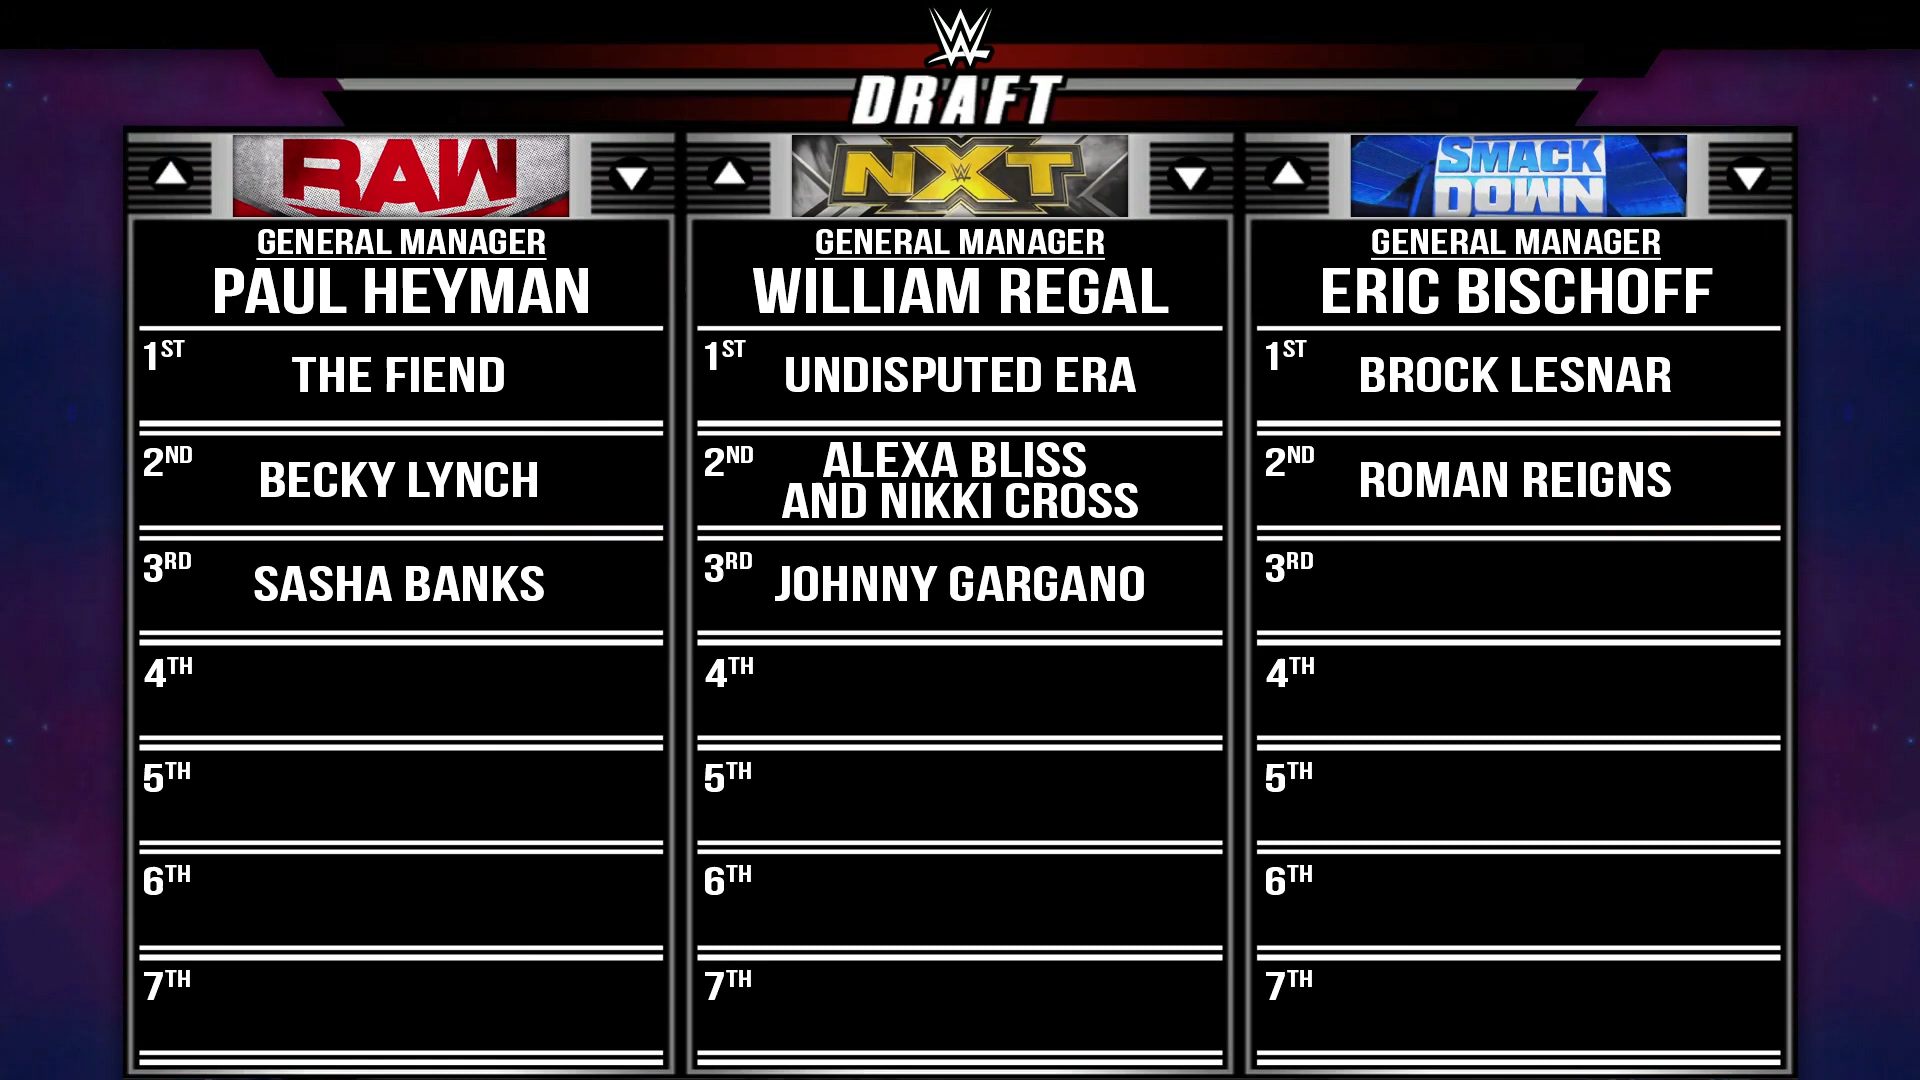 W
DRAFT
RAW
GENERAL MANAGER
PAUL HEYMAN
1ST THE FIEND
2ND BECKY LYNCH
3RD SASHA BANKS
4TH
5TH
6TH
7TH
NXT
GENERAL MANAGER
WILLIAM REGAL
1ST UNDISPUTED ERA
2ND ALEXA BLISS
AND NIKKI CROSS
3RD JOHNNY GARGANO
4TH
5TH
6TH
7TH
SMACK
DOWN
GENERAL MANAGER
ERIC BISCHOFF
1ST BROCK LESNAR
2ND ROMAN REIGNS
3RD
4TH
5TH
6TH
7TH